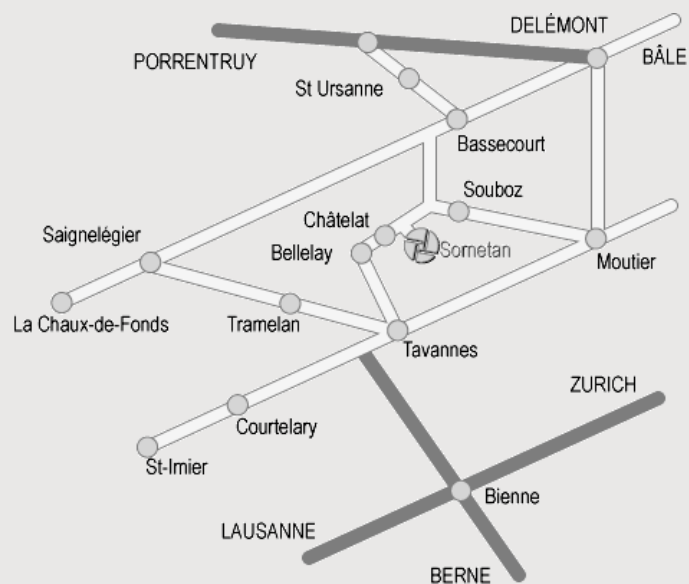 DELÉMONT
PORRENTRUY
BÂLE
St Ursanne
Bassecourt
Souboz
Châtelat
Saignelégier
Bellelay
Sornetan
Moutier
La Chaux-de-Fonds
Tramelan
Tavannes
ZURICH
Courtelary
St-Imier
Bienne
LAUSANNE
BERNE